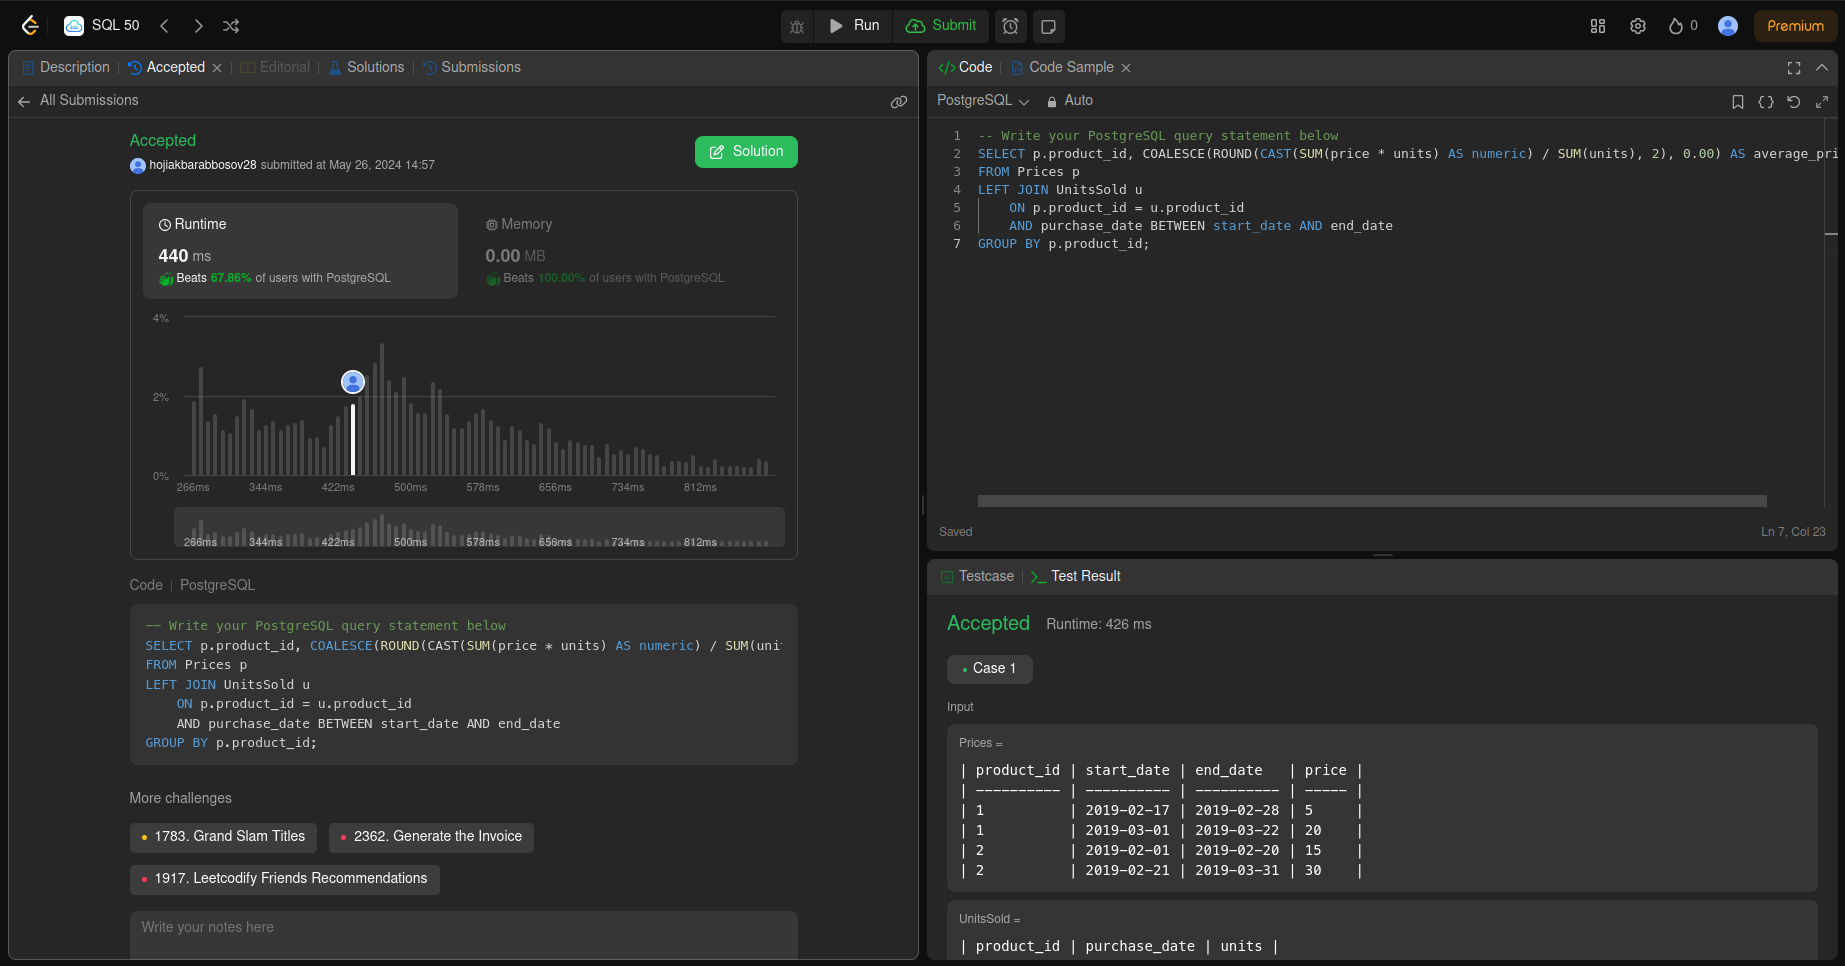 SQL 50
Run
Submit
0
Premium
Description
Accepted
Editorial
Solutions
Submissions
All Submissions
Accepted
hojiakbarabbosov28 submitted at May 26, 2024 14:57
Solution
Runtime
440 ms
Beats 67.86% of users with PostgreSQL
Memory
0.00 MB
Beats 100.00% of users with PostgreSQL
4%
2%
0%
266ms 344ms 422ms 500ms 578ms 656ms 734ms 812ms
266ms 344ms 422ms 500ms 578ms 656ms 734ms 812ms
Code | PostgreSQL
-- Write your PostgreSQL query statement below
SELECT p.product_id, COALESCE(ROUND(CAST(SUM(price * units) AS numeric) / SUM(uni
FROM Prices p
LEFT JOIN UnitsSold u
ON p.product_id = u.product_id
AND purchase_date BETWEEN start_date AND end_date
GROUP BY p.product_id;
More challenges
1783. Grand Slam Titles
2362. Generate the Invoice
1917. Leetcodify Friends Recommendations
Write your notes here
</> Code
Code Sample
PostgreSQL
Auto
1 -- Write your PostgreSQL query statement below
2 SELECT p.product_id, COALESCE(ROUND(CAST(SUM(price * units) AS numeric) / SUM(units), 2), 0.00) AS average_pri
3 FROM Prices p
4 LEFT JOIN UnitsSold u
5 ON p.product_id = u.product_id
6 AND purchase_date BETWEEN start_date AND end_date
7 GROUP BY p.product_id;
Saved
Ln 7, Col 23
Testcase
Test Result
Accepted
Runtime: 426 ms
Case 1
Input
Prices =
| product_id | start_date | end_date | price |
| ---------- | ---------- | ---------- | ----- |
| 1 | 2019-02-17 | 2019-02-28 | 5 |
| 1 | 2019-03-01 | 2019-03-22 | 20 |
| 2 | 2019-02-01 | 2019-02-20 | 15 |
| 2 | 2019-02-21 | 2019-03-31 | 30 |
UnitsSold =
| product_id | purchase_date | units |